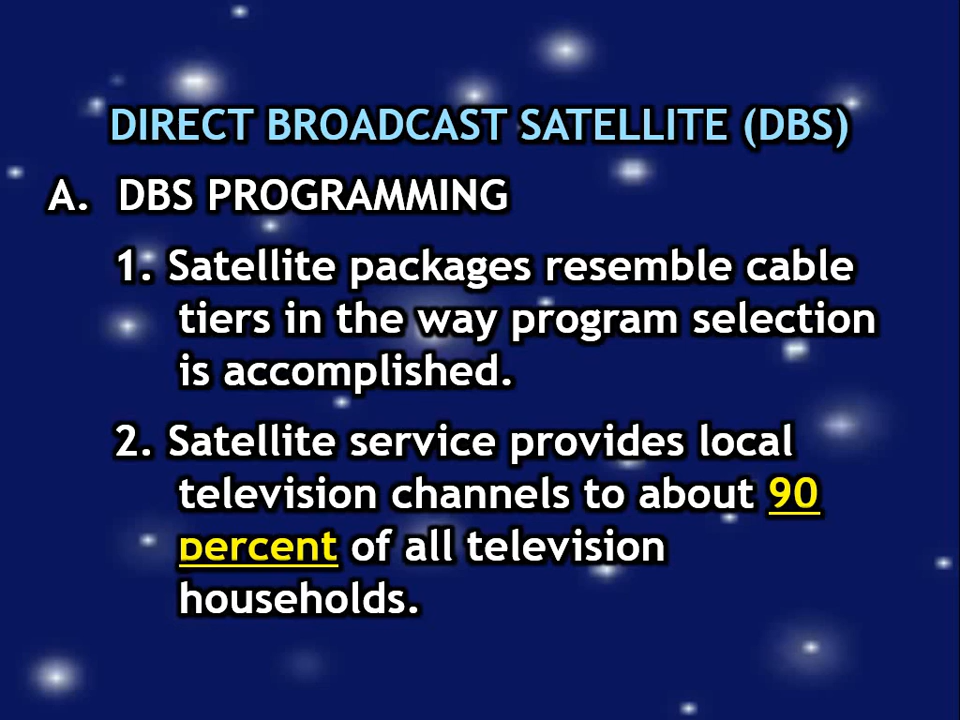 DIRECT BROADCAST SATELLITE (DBS)
A. DBS PROGRAMMING
1. Satellite packages resemble cable
tiers in the way program selection
is accomplished.
2. Satellite service provides local
television channels to about 90
percent of all television
households.